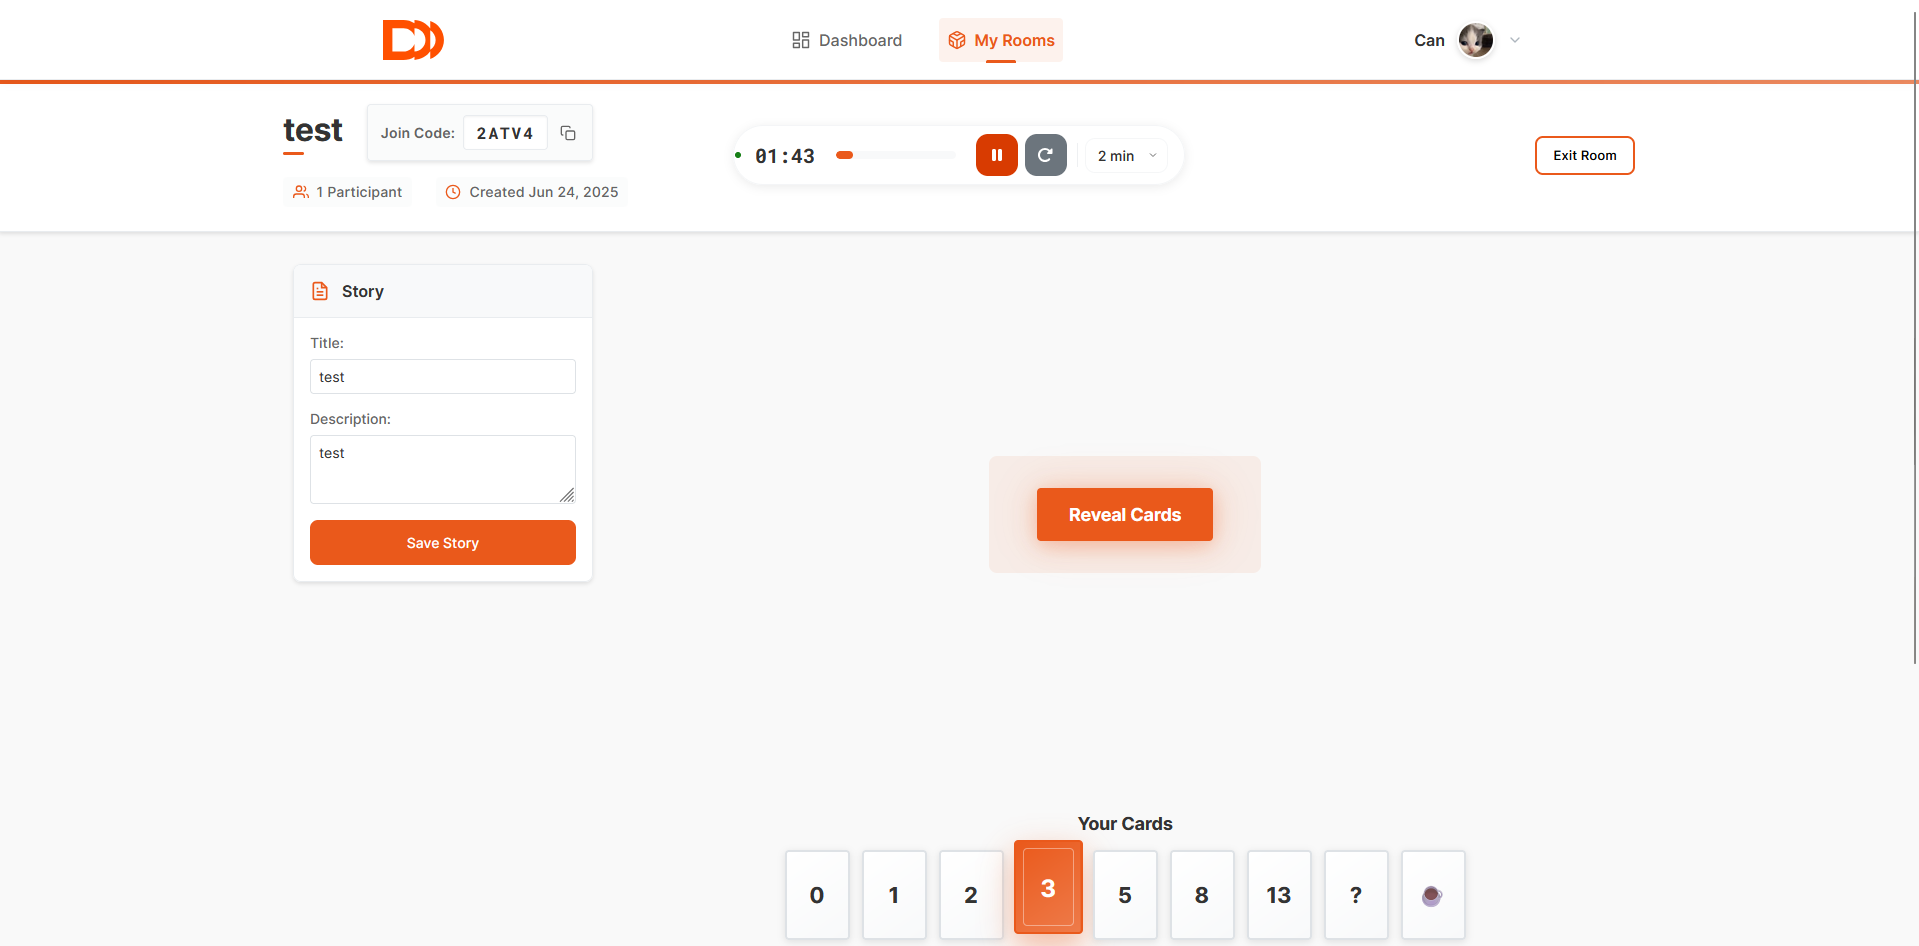 Dashboard
My Rooms
Can
test
Join Code: 2ATV4
1 Participant
Created Jun 24, 2025
01:43
2 min
Exit Room
Story
Title:
test
Description:
test
Save Story
Reveal Cards
Your Cards
0 1 2 3 5 8 13 ?